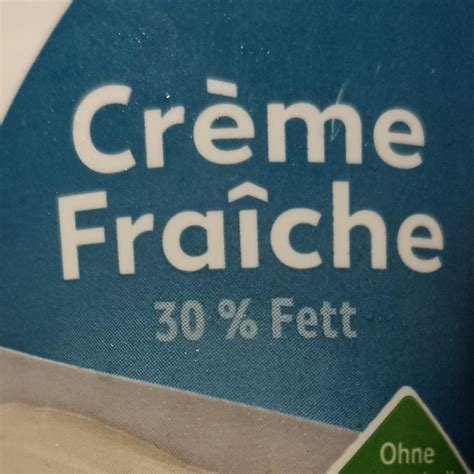 Crème
Fraîche
30 % Fett
Ohne